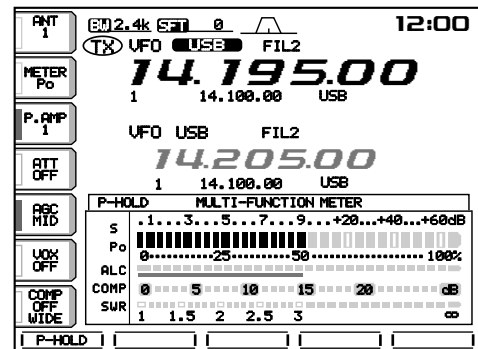 ANT
1
METER
Po
P.AMP
1
ATT
OFF
AGC
MID
VOX
OFF
COMP
OFF
WIDE
BW 2.4k SFT 0
12:00
TX VFO USB FIL2
14.195.00
1 14.100.00 USB
VFO USB FIL2
14.205.00
1 14.100.00 USB
P-HOLD MULTI-FUNCTION METER
S .1...3...5...7...9...+20...+40...+60dB
Po 0··········25··········50·················· 100%
ALC
COMP 0 5 10 15 20 dB
SWR 1 1.5 2 2.5 3 ∞
P-HOLD